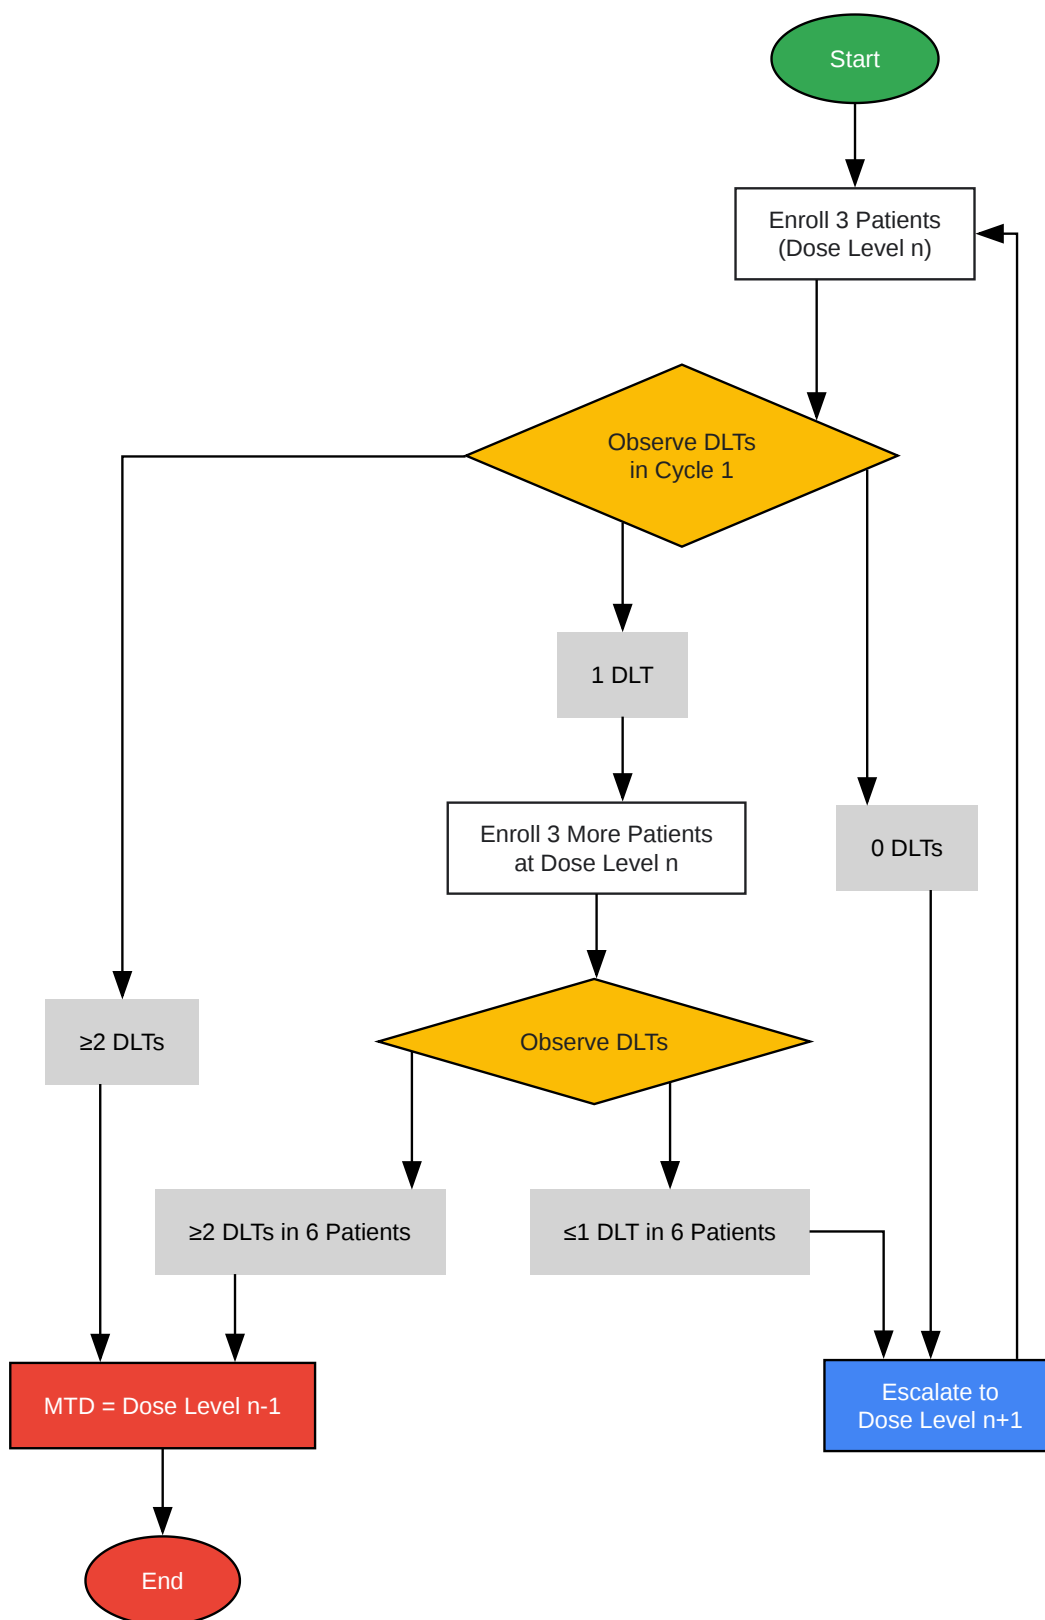 Start
Enroll 3 Patients
(Dose Level n)
Observe DLTs
in Cycle 1
1 DLT
Enroll 3 More Patients
at Dose Level n
0 DLTs
≥2 DLTs
Observe DLTs
≥2 DLTs in 6 Patients
≤1 DLT in 6 Patients
MTD = Dose Level n-1
Escalate to
Dose Level n+1
End